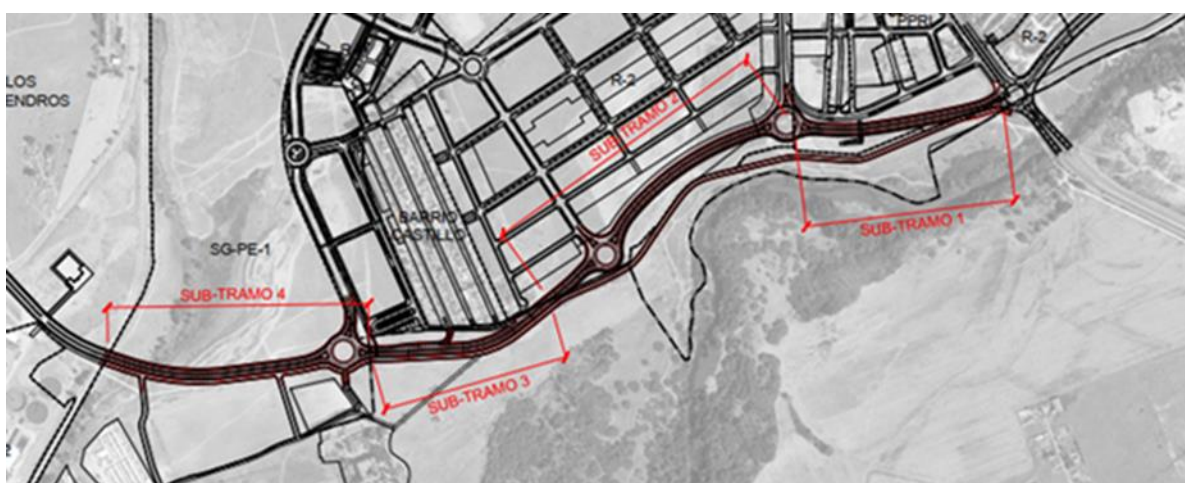 PPRI
R-2
R-2
LOS
ENDROS
SUB-TRAMO 2
BARRIO
CASTILLO
SG-PE-1
SUB-TRAMO 1
SUB-TRAMO 4
SUB-TRAMO 3